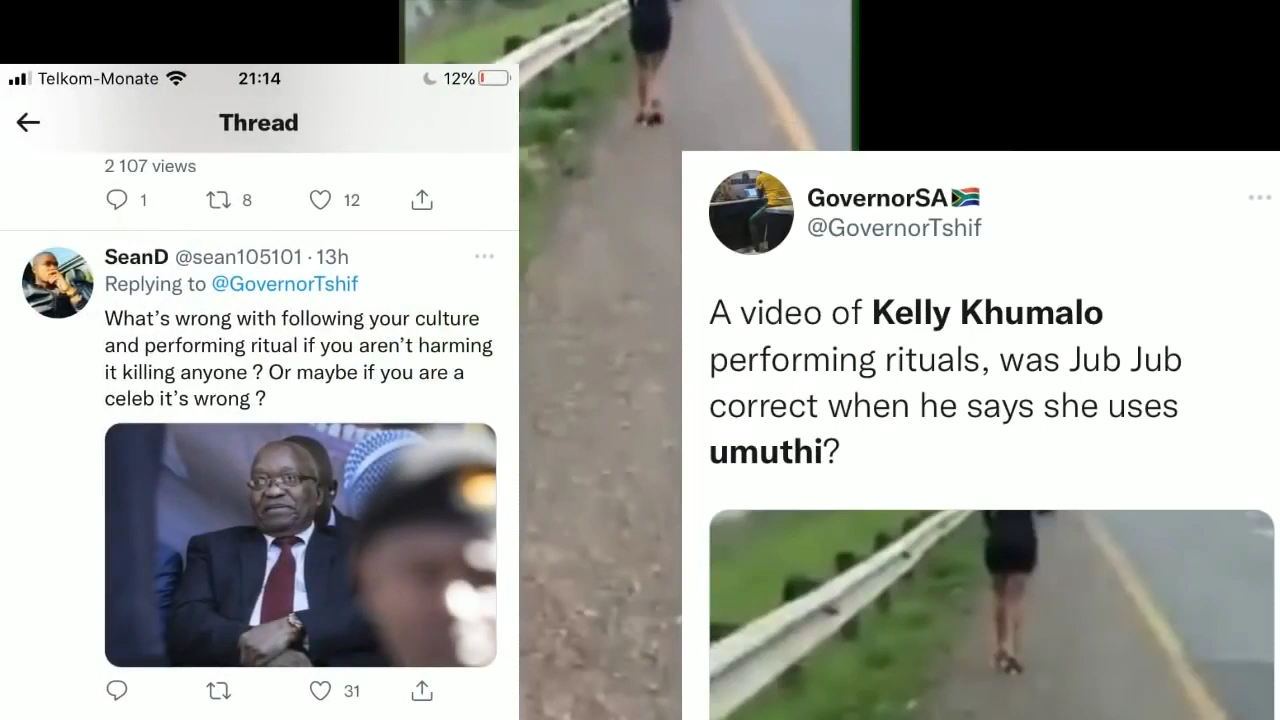 Telkom-Monate 21:14 12%
Thread
2 107 views
1 8 12
SeanD @sean105101 · 13h
Replying to @GovernorTshif
What's wrong with following your culture
and performing ritual if you aren't harming
it killing anyone ? Or maybe if you are a
celeb it's wrong ?
31
GovernorSA🇿🇦
@GovernorTshif
A video of Kelly Khumalo
performing rituals, was Jub Jub
correct when he says she uses
umuthi?